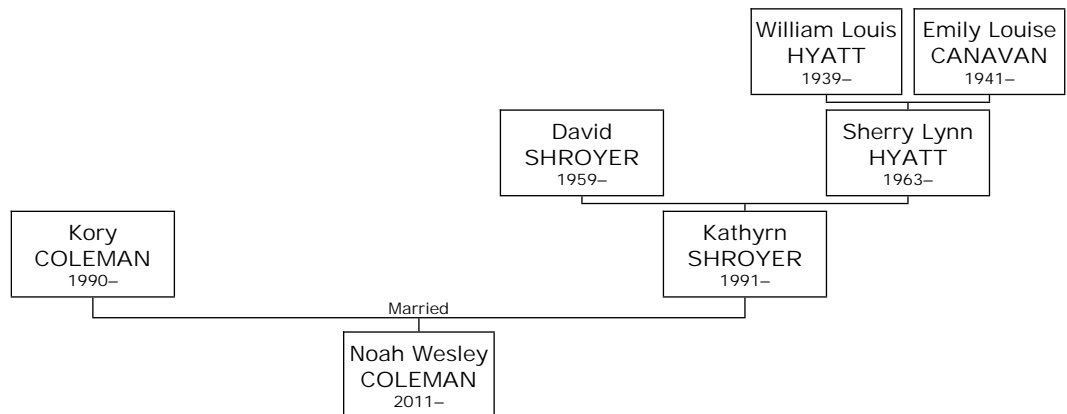 William Louis
HYATT
1939–
Emily Louise
CANAVAN
1941–
David
SHROYER
1959–
Sherry Lynn
HYATT
1963–
Kory
COLEMAN
1990–
Kathyrn
SHROYER
1991–
Married
Noah Wesley
COLEMAN
2011–